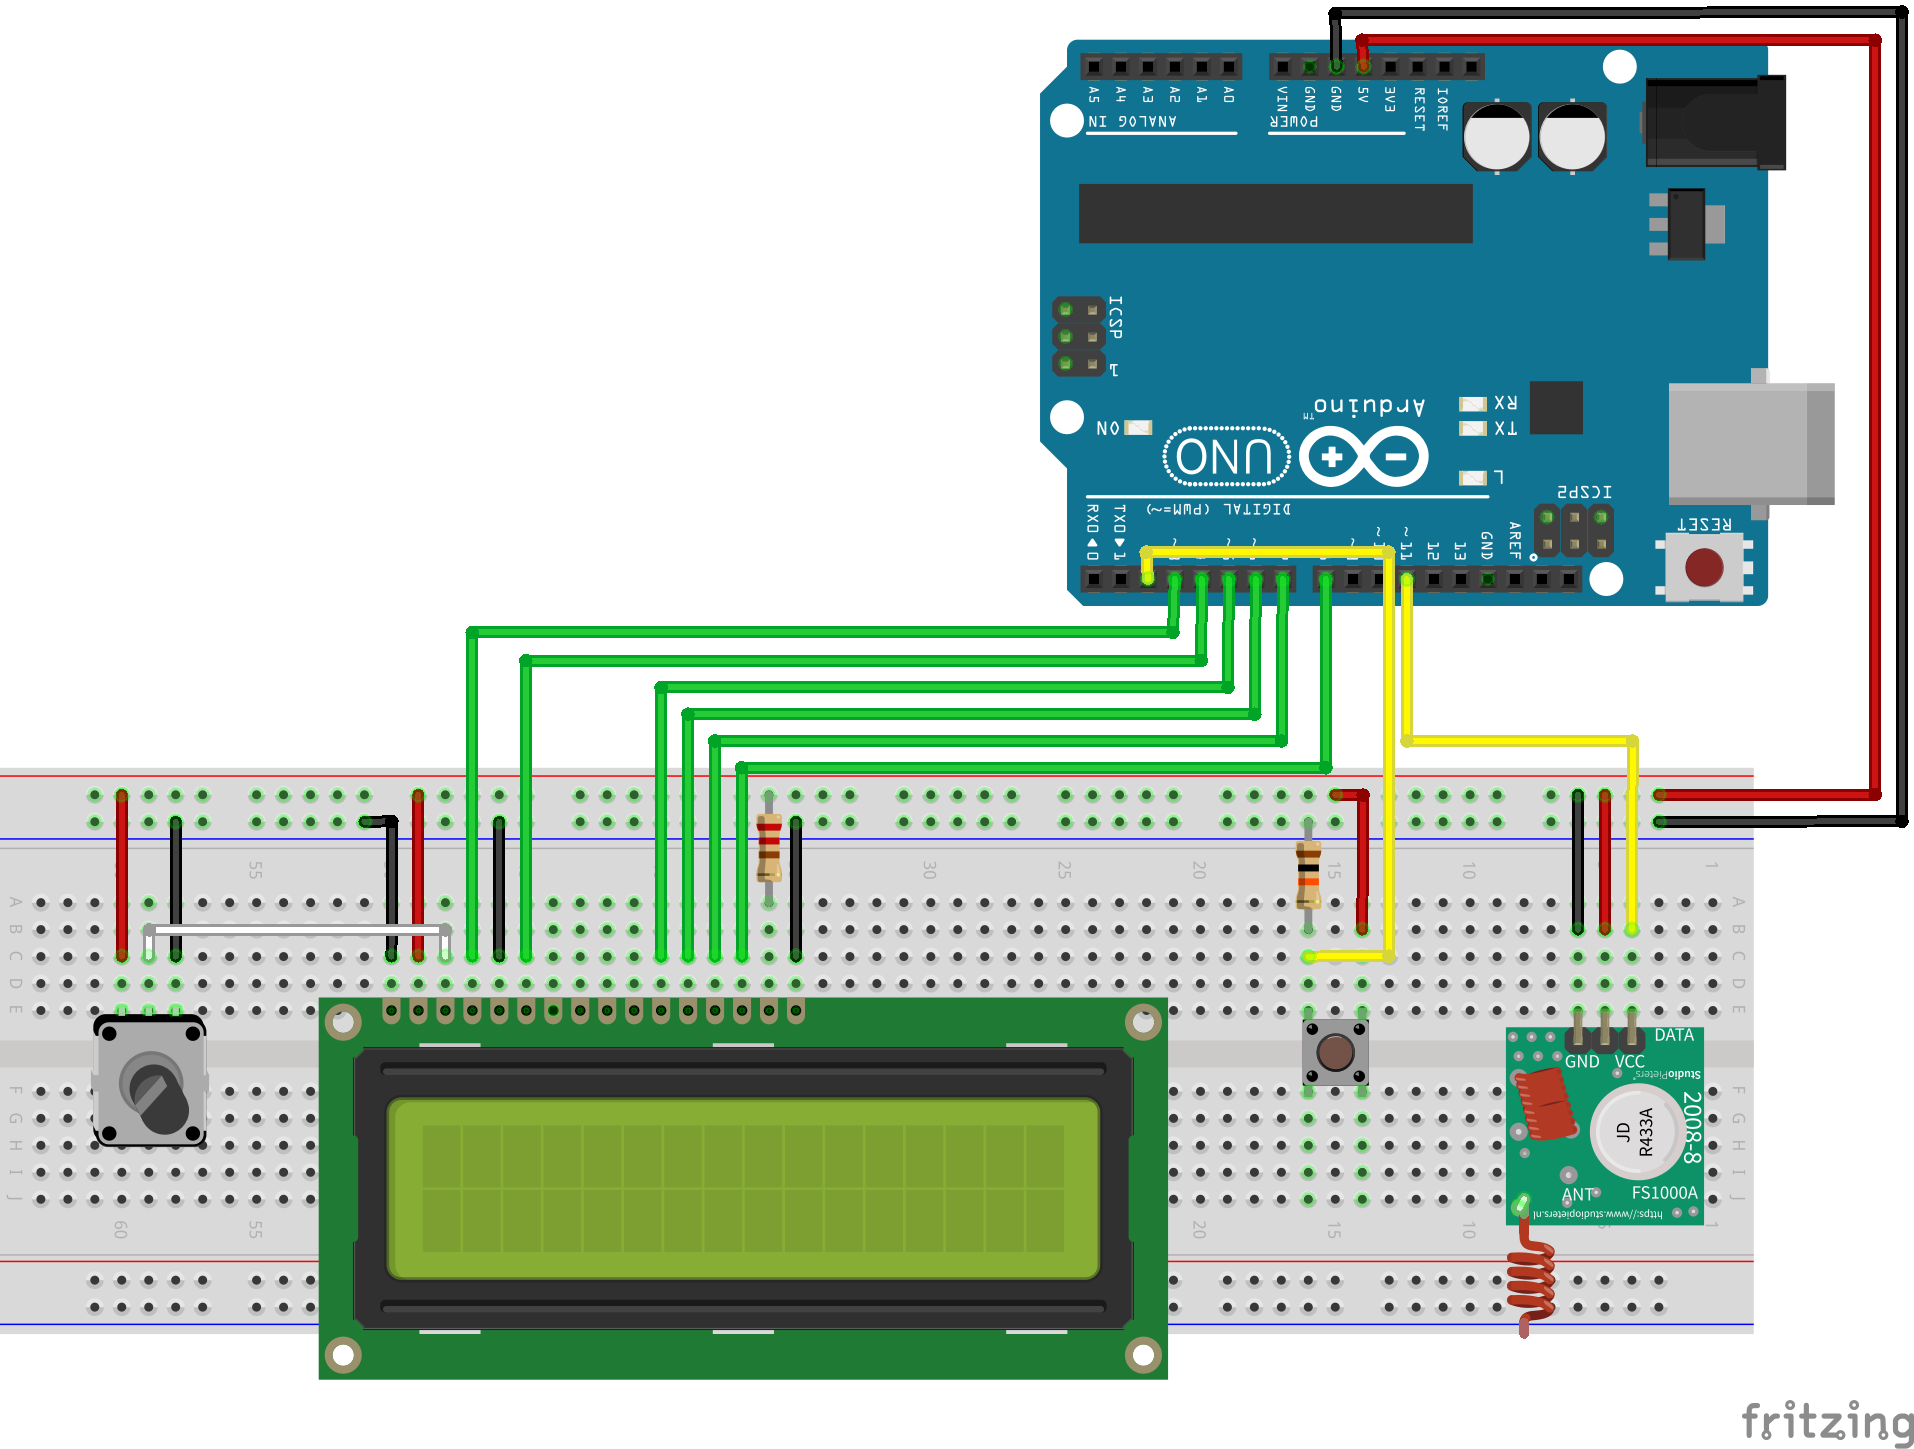 A5 A4 A3 A2 A1 A0
VIN GND GND 5V 3V3 RESET IOREF
ANALOG IN
POWER
ICSP
1
Arduino™
RX
TX
ON
UNO
L
ICSP2
DIGITAL (PWM=~)
RESET
RX0 0
TX0 1
~11 12 13 GND AREF
55 30 25 20 15 10 1
A A
B B
C C
D D
E E
DATA
GND VCC
StudioPieters
F F
G G
H H
I I
J J
2008-8
JD
R433A
ANT
FS1000A
https://www.studiopieters.nl
60 55 20 15 10 1
fritzing